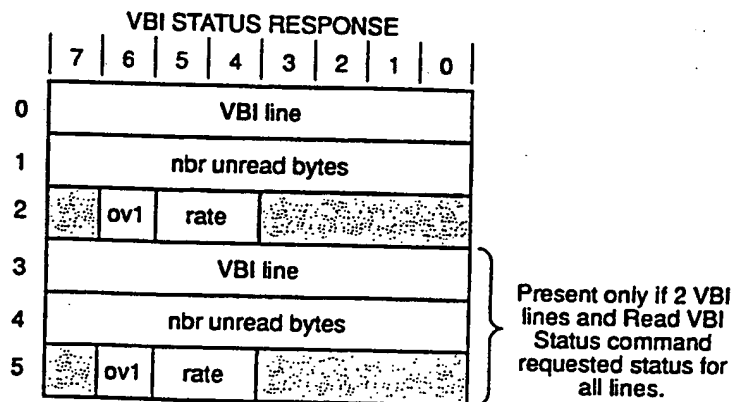 VBI STATUS RESPONSE
7 6 5 4 3 2 1 0
0 VBI line
1 nbr unread bytes
2 ov1 rate
3 VBI line
4 nbr unread bytes
5 ov1 rate
Present only if 2 VBI
lines and Read VBI
Status command
requested status for
all lines.